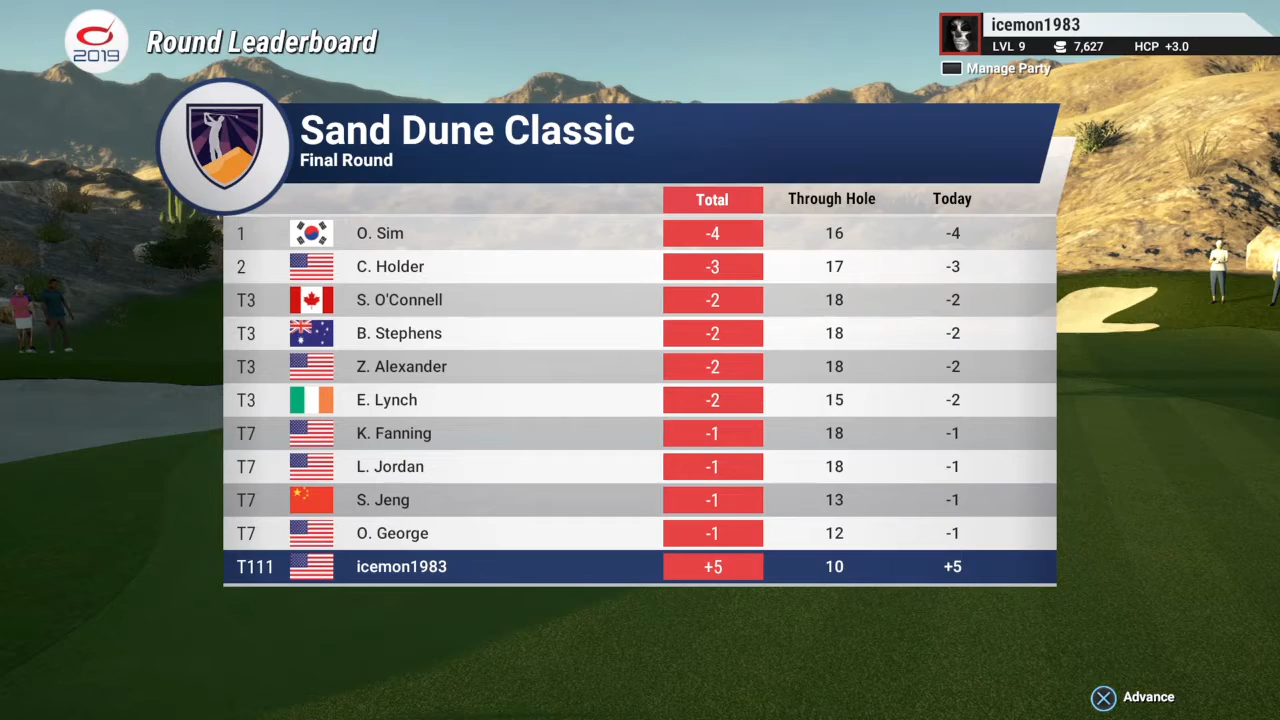 2019
Round Leaderboard
icemon1983
LVL 9 7,627 HCP +3.0
Manage Party
Sand Dune Classic
Final Round
Total Through Hole Today
1 O. Sim -4 16 -4
2 C. Holder -3 17 -3
T3 S. O'Connell -2 18 -2
T3 B. Stephens -2 18 -2
T3 Z. Alexander -2 18 -2
T3 E. Lynch -2 15 -2
T7 K. Fanning -1 18 -1
T7 L. Jordan -1 18 -1
T7 S. Jeng -1 13 -1
T7 O. George -1 12 -1
T111 icemon1983 +5 10 +5
Advance